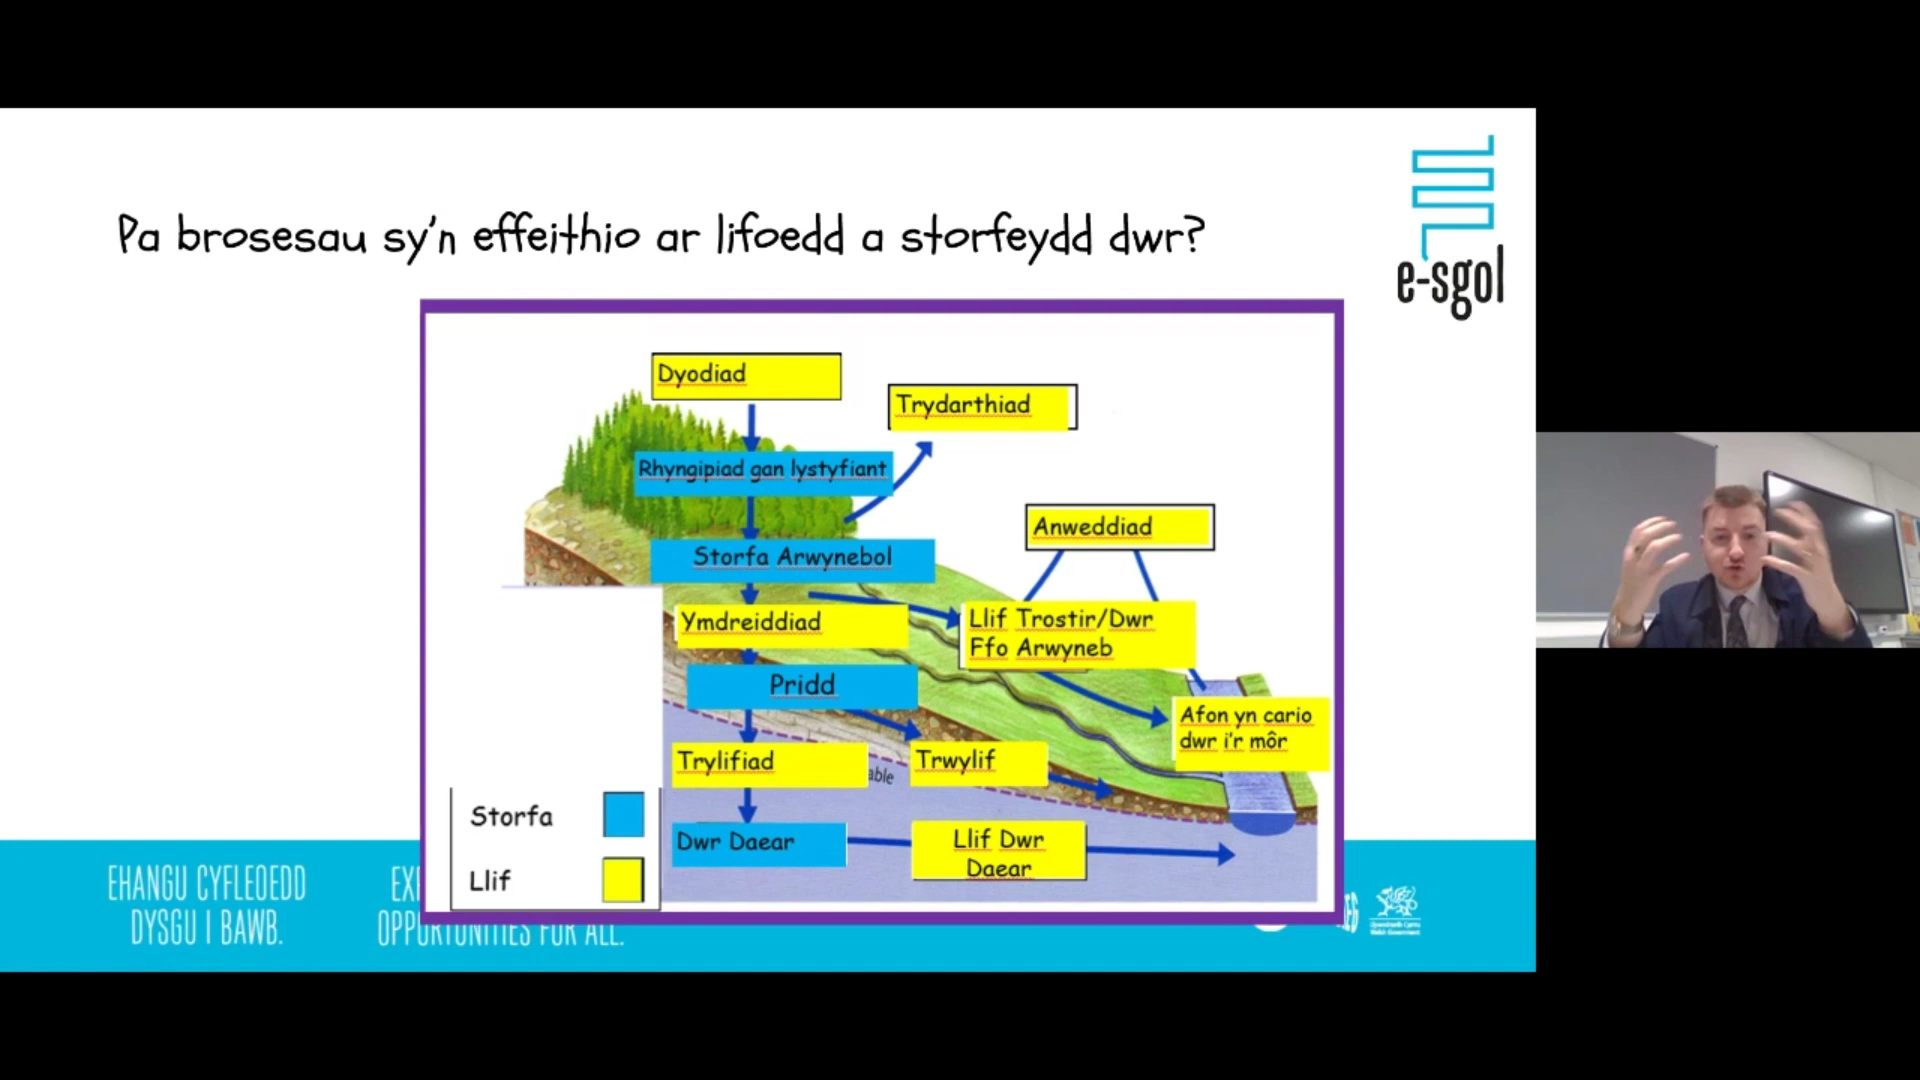 Pa brosesau sy'n effeithio ar lifoedd a storfeydd dwr?
e-sgol
Dyodiad
Trydarthiad
Rhyngipiad gan lystyfiant
Anweddiad
Storfa Arwynebol
Ymdreiddiad
Llif Trostir/Dwr
Ffo Arwyneb
Pridd
Afon yn cario
dwr i'r môr
Trylifiad
able
Trwylif
Storfa
Dwr Daear
Llif Dwr
Daear
Llif
EHANGU CYFLEOEDD
DYSGU I BAWB.
OPPORTUNITIES FOR ALL.